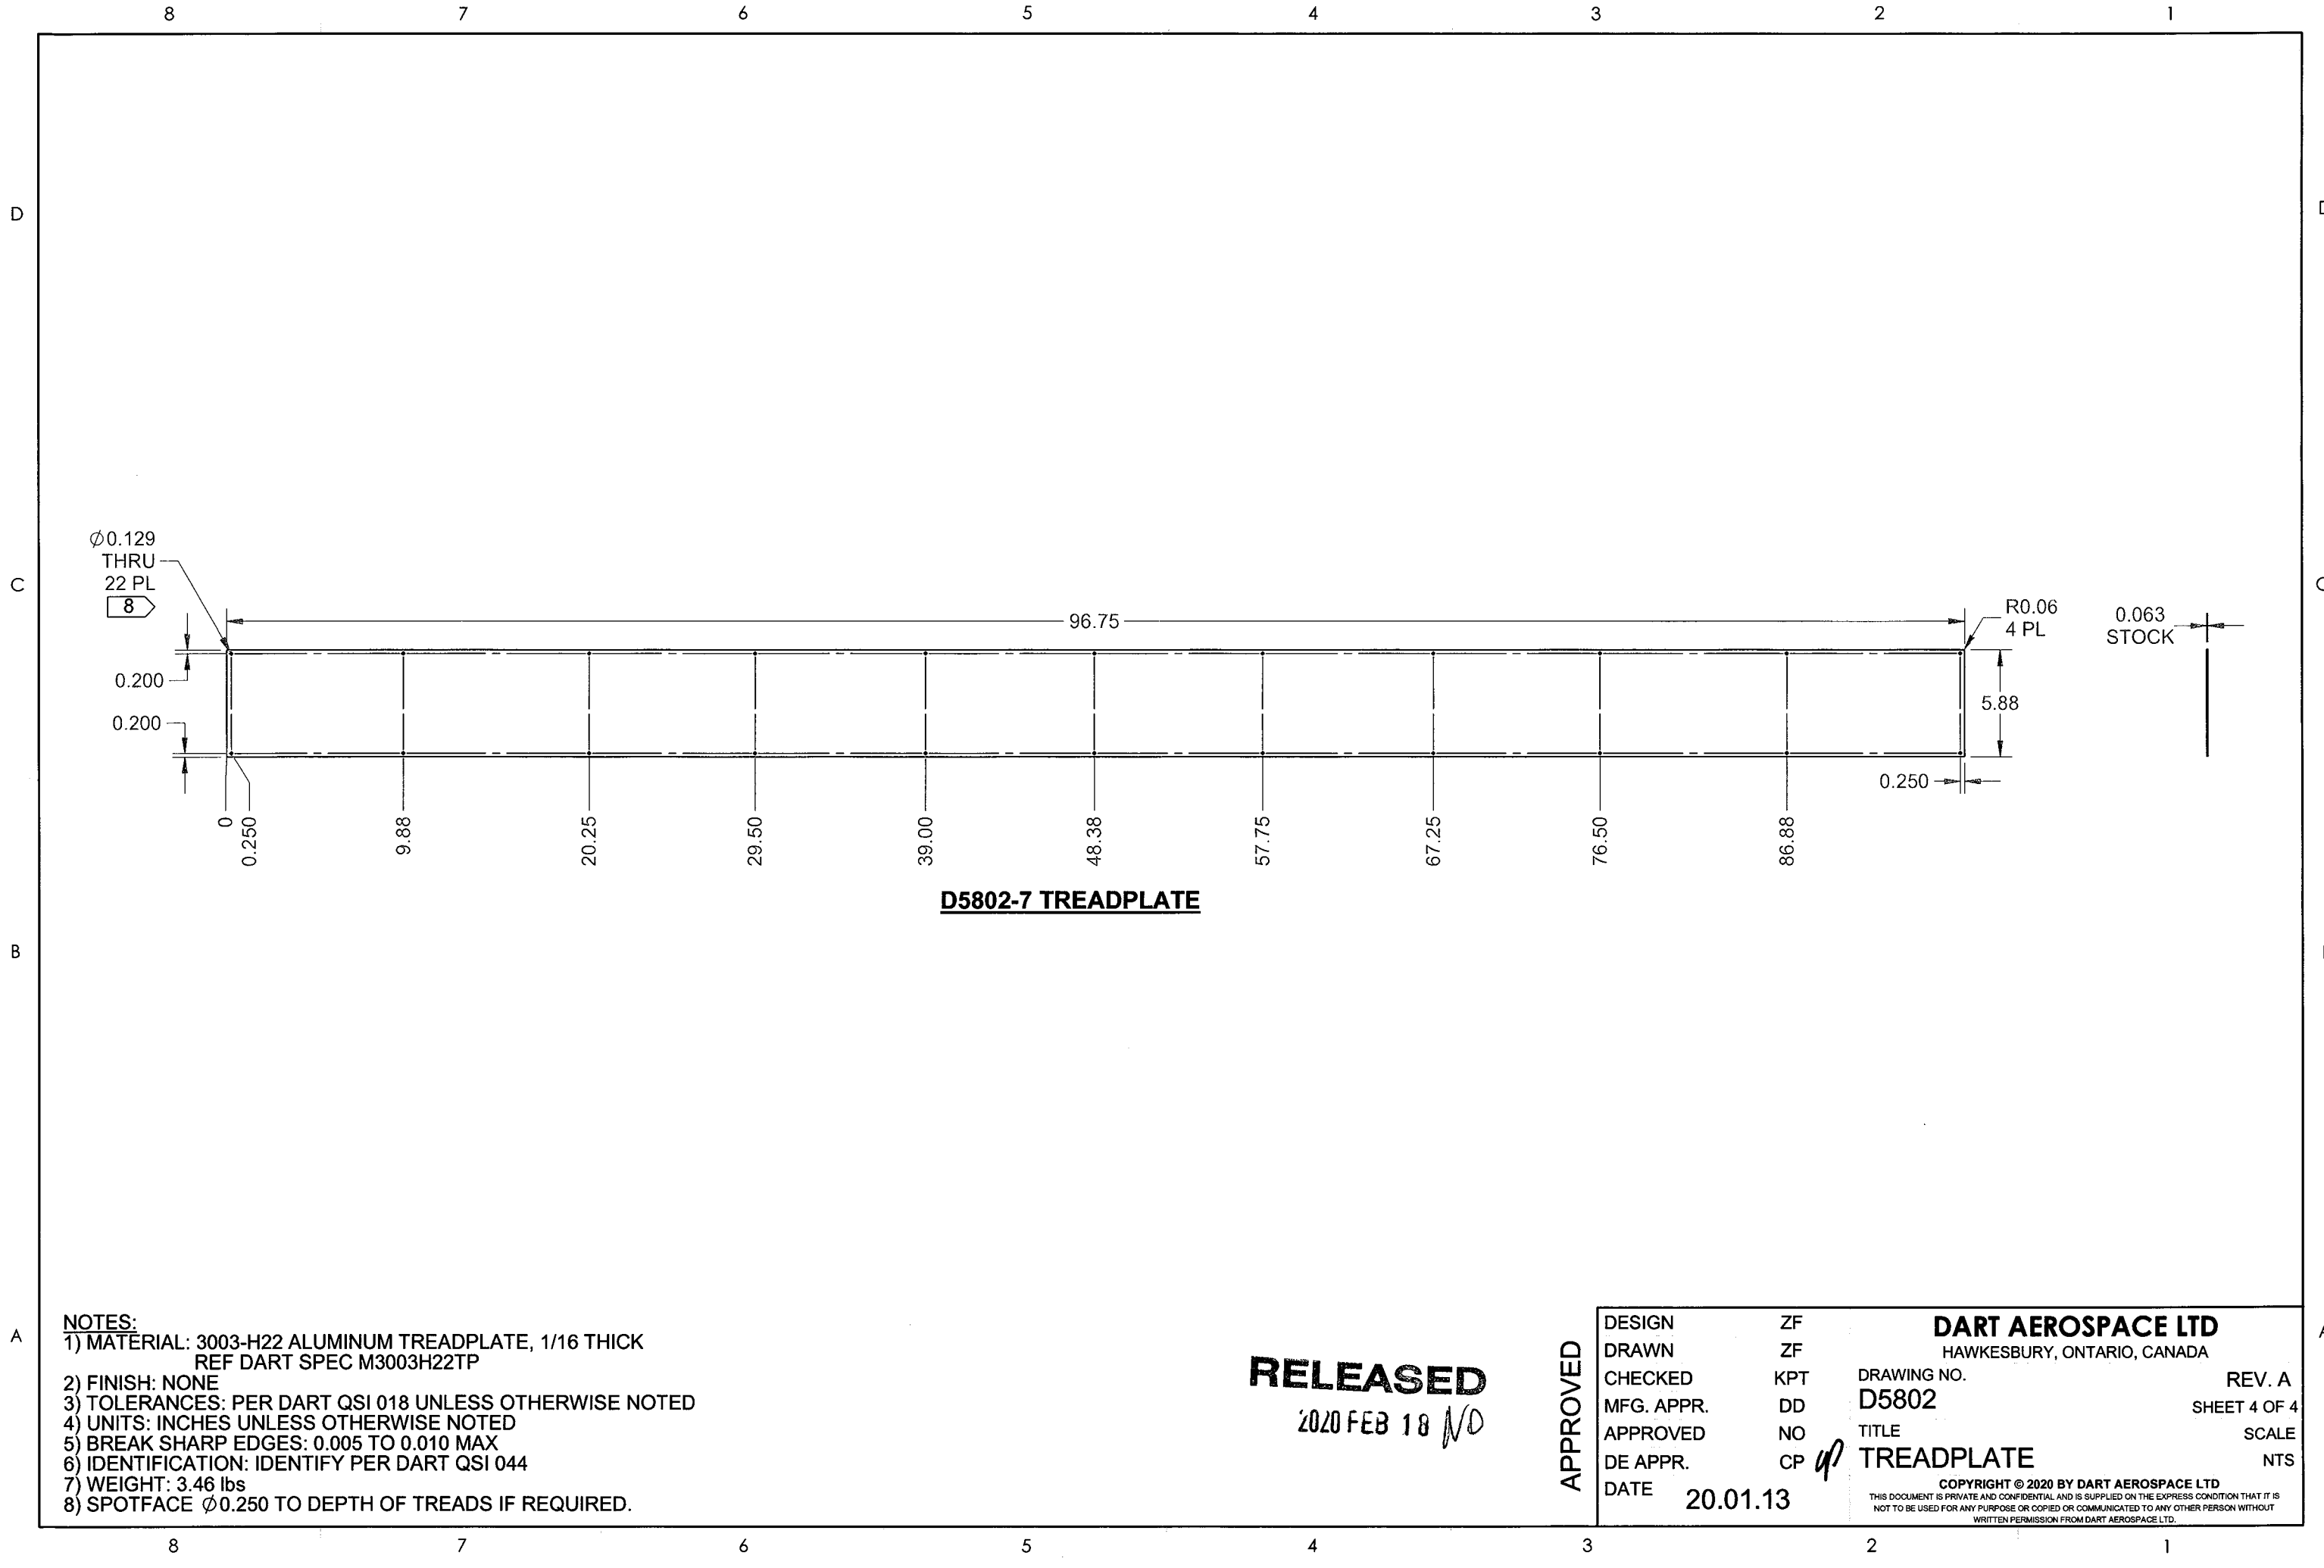 8 7 6 5 4 3 2 1
D
C
C
B
A
Ø0.129
THRU
22 PL
8
96.75
R0.06
4 PL
0.063
STOCK
0.200
0.200
5.88
0.250
0
0.250
9.88
20.25
29.50
39.00
48.38
57.75
67.25
76.50
86.88
D5802-7 TREADPLATE
NOTES:
1) MATERIAL: 3003-H22 ALUMINUM TREADPLATE, 1/16 THICK
REF DART SPEC M3003H22TP
2) FINISH: NONE
3) TOLERANCES: PER DART QSI 018 UNLESS OTHERWISE NOTED
4) UNITS: INCHES UNLESS OTHERWISE NOTED
5) BREAK SHARP EDGES: 0.005 TO 0.010 MAX
6) IDENTIFICATION: IDENTIFY PER DART QSI 044
7) WEIGHT: 3.46 lbs
8) SPOTFACE Ø0.250 TO DEPTH OF TREADS IF REQUIRED.
RELEASED
2020 FEB 18 NO
APPROVED
DESIGN ZF
DRAWN ZF
CHECKED KPT
MFG. APPR. DD
APPROVED NO
DE APPR. CP CP
DATE 20.01.13
DART AEROSPACE LTD
HAWKESBURY, ONTARIO, CANADA
DRAWING NO. REV. A
D5802 SHEET 4 OF 4
TITLE SCALE
TREADPLATE NTS
COPYRIGHT © 2020 BY DART AEROSPACE LTD
THIS DOCUMENT IS PRIVATE AND CONFIDENTIAL AND IS SUPPLIED ON THE EXPRESS CONDITION THAT IT IS
NOT TO BE USED FOR ANY PURPOSE OR COPIED OR COMMUNICATED TO ANY OTHER PERSON WITHOUT
WRITTEN PERMISSION FROM DART AEROSPACE LTD.
8 7 6 5 4 3 2 1